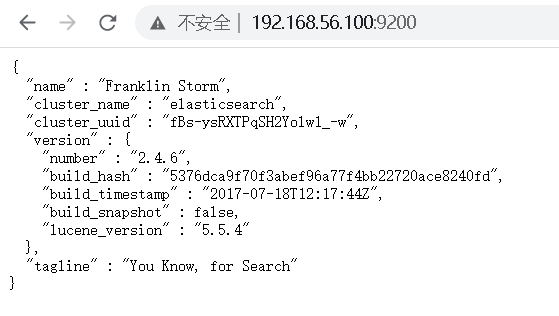 不安全 | 192.168.56.100:9200
{
"name" : "Franklin Storm",
"cluster_name" : "elasticsearch",
"cluster_uuid" : "fBs-ysRXTPqSH2Yo1wl_-w",
"version" : {
"number" : "2.4.6",
"build_hash" : "5376dca9f70f3abef96a77f4bb22720ace8240fd",
"build_timestamp" : "2017-07-18T12:17:44Z",
"build_snapshot" : false,
"lucene_version" : "5.5.4"
},
"tagline" : "You Know, for Search"
}